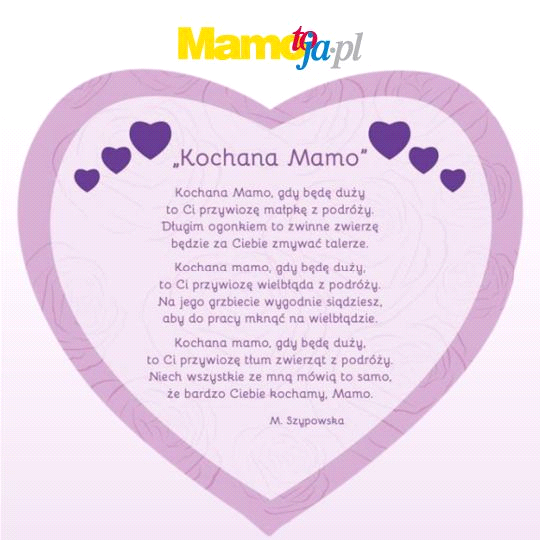 Mamo to ja.pl
„Kochana Mamo”
Kochana Mamo, gdy będę duży
to Ci przywiozę małpkę z podróży.
Długim ogonkiem to zwinne zwierzę
będzie za Ciebie zmywać talerze.
Kochana mamo, gdy będę duży,
to Ci przywiozę wielbłąda z podróży.
Na jego grzbiecie wygodnie siądziesz,
aby do pracy mknąć na wielbłądzie.
Kochana mamo, gdy będę duży,
to Ci przywiozę tłum zwierząt z podróży.
Niech wszystkie ze mną mówią to samo,
że bardzo Ciebie kochamy, Mamo.
M. Szypowska